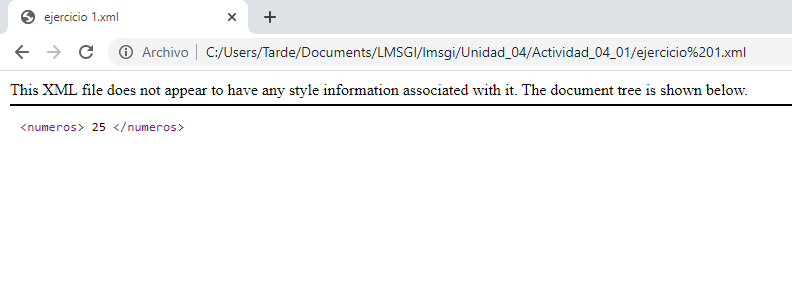 ejercicio 1.xml
Archivo | C:/Users/Tarde/Documents/LMSGI/lmsgi/Unidad_04/Actividad_04_01/ejercicio%201.xml
This XML file does not appear to have any style information associated with it. The document tree is shown below.
<numeros> 25 </numeros>